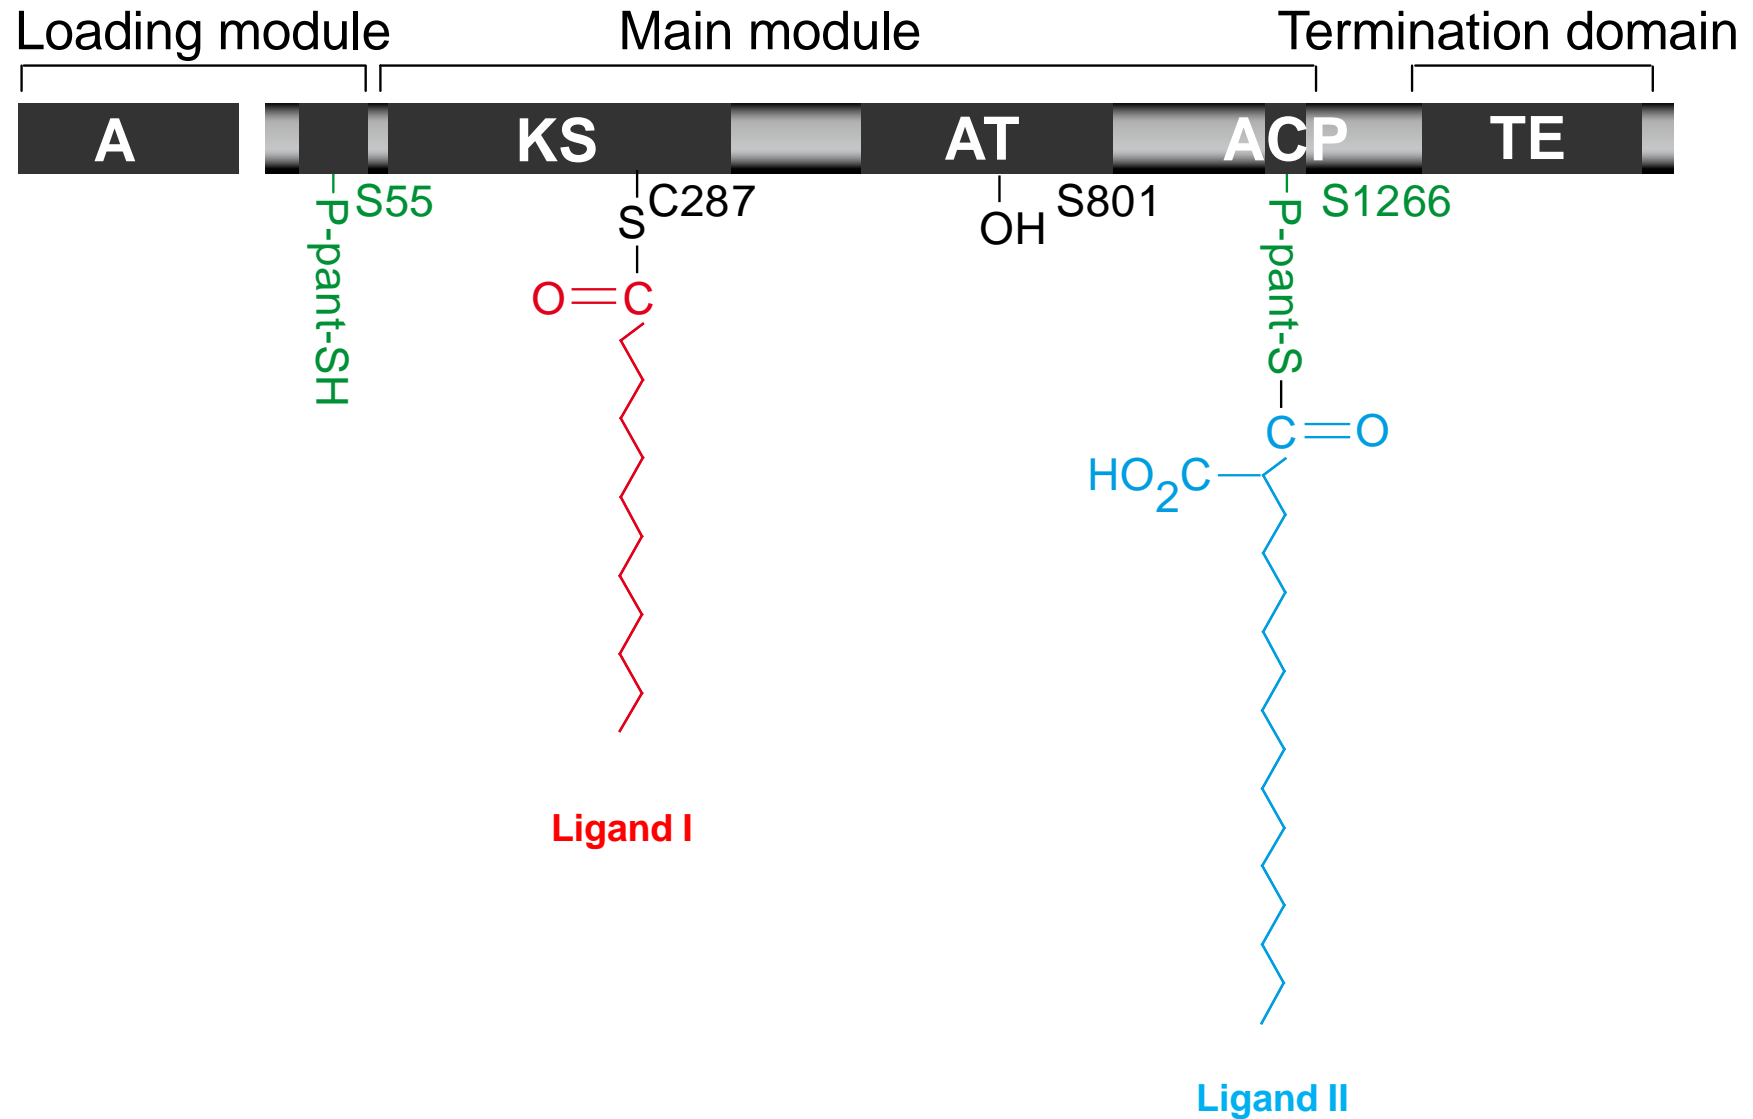 Loading module
Main module
Termination domain
A
KS
AT
ACP
TE
S55
C287
S801
S1266
P-pant-SH
S
OH
P-pant-S
O=C
C=O
HO2C
Ligand I
Ligand II